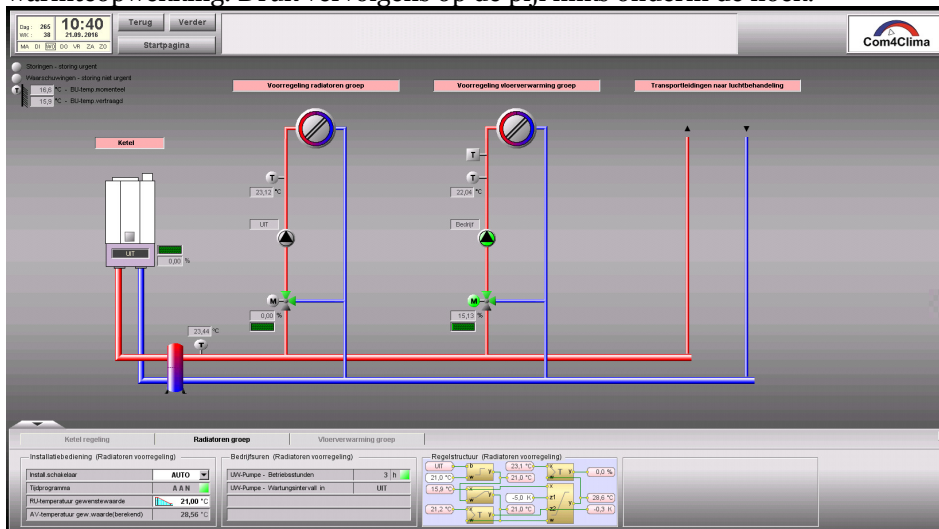 warmteopwekking. Druk vervolgens op de pijl links onderin de hoek.
Dag: 265
Wk: 38
10:40
21.09.2016
MA DI WO DO VR ZA ZO
Terug
Verder
Startpagina
Com4Clima
Storingen - storing urgent
Waarschuwingen - storing niet urgent
T
16,6 °C - BU-temp.momenteel
15,9 °C - BU-temp.vertraagd
Voorregeling radiatoren groep
Voorregeling vloerverwarming groep
Transportleidingen naar luchtbehandeling
Ketel
UIT
0,00 %
T
23,12 °C
UIT
M
0,00 %
T
T
22,04 °C
Bedrijf
M
15,13 %
23,44 °C
T
Ketel regeling
Radiatoren groep
Vloerverwarming groep
Installatiebediening (Radiatoren voorregeling)
Install.schakelaar AUTO
Tijdprogramma AAN
RU-temperatuur gewenstewaarde 21,00 °C
AV-temperatuur gew.waarde(berekend) 28,56 °C
Bedrijfsuren (Radiatoren voorregeling)
UW-Pumpe - Betriebsstunden 3 h
UW-Pumpe - Wartungsintervall in UIT
Regelstructuur (Radiatoren voorregeling)
UIT
21,0 °C
b
w
y
23,1 °C
21,0 °C
x
w
T
y
0,0 %
15,9 °C
x
w
y
-5,0 K
z1
28,6 °C
21,2 °C
x
w
T
y
21,0 °C
z2
w
y
-0,3 K